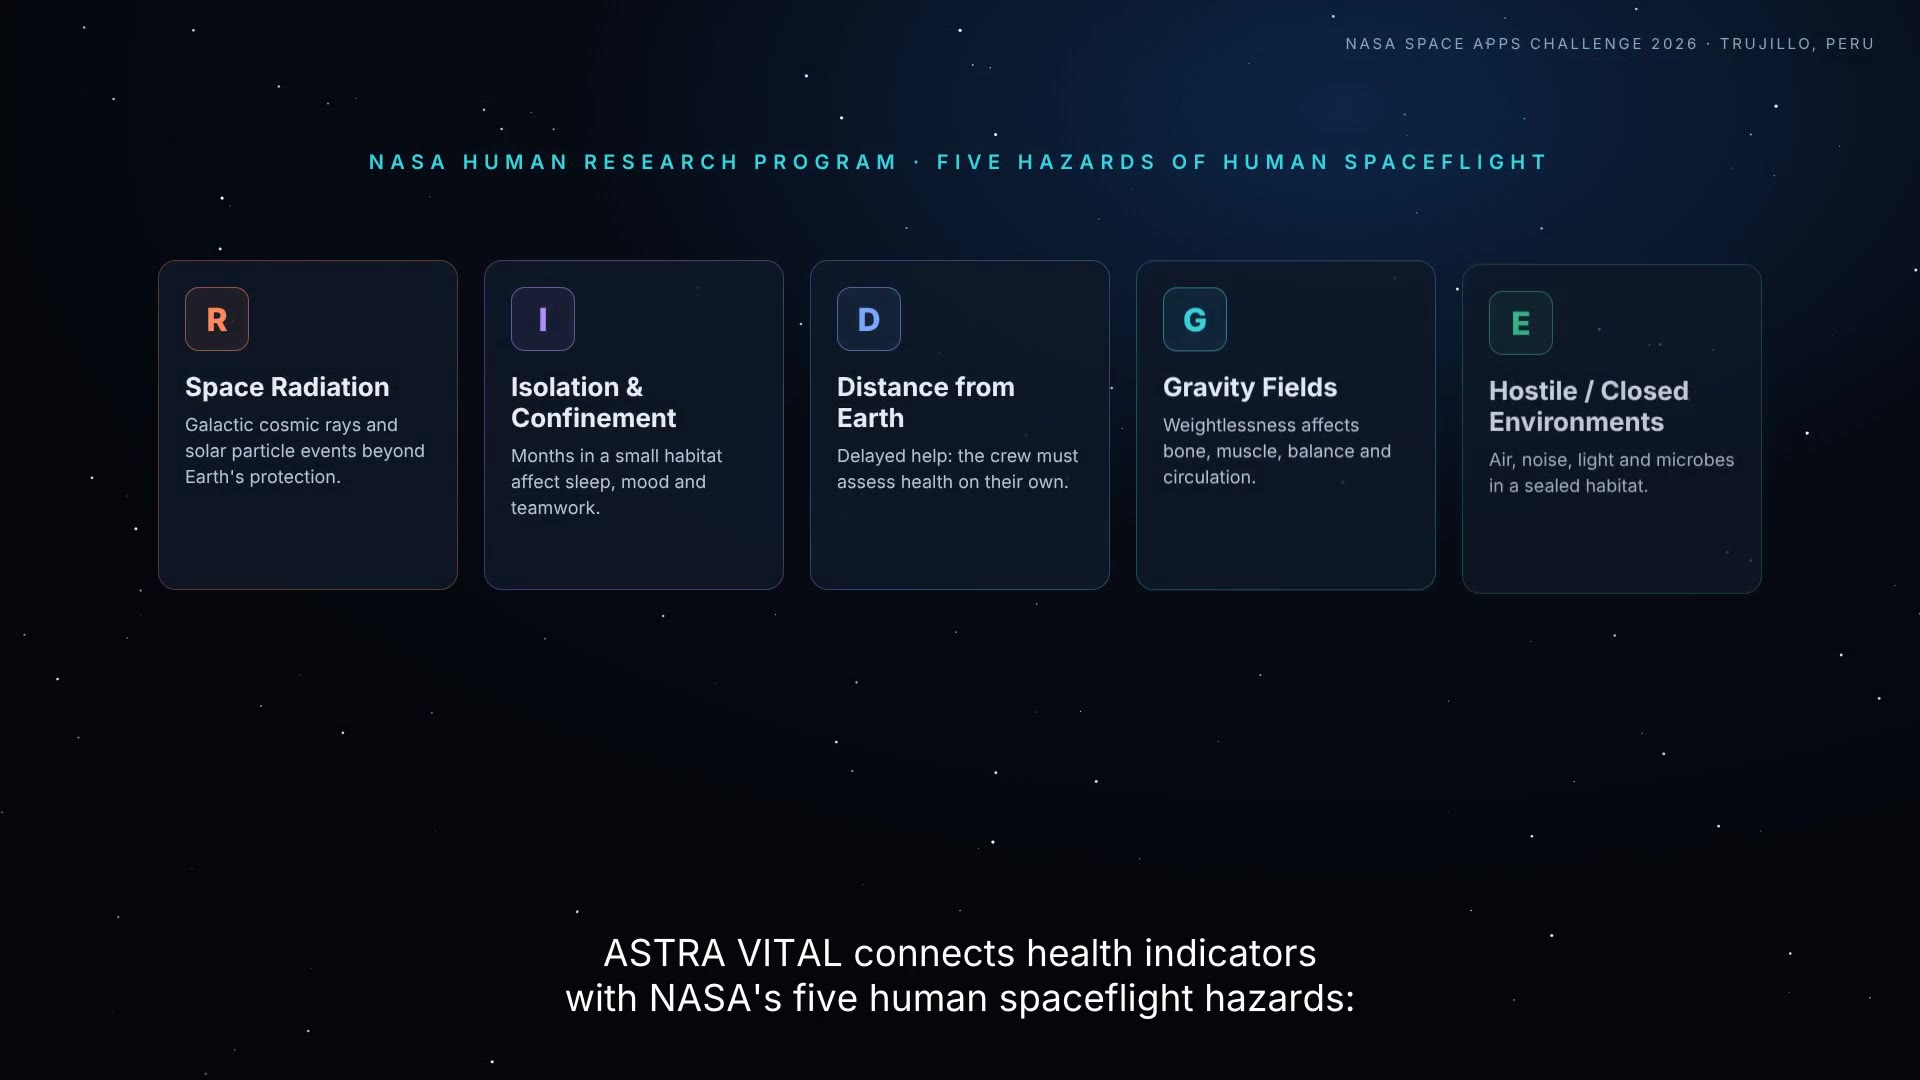 NASA SPACE APPS CHALLENGE 2026 · TRUJILLO, PERU
NASA HUMAN RESEARCH PROGRAM · FIVE HAZARDS OF HUMAN SPACEFLIGHT
R
Space Radiation
Galactic cosmic rays and
solar particle events beyond
Earth's protection.
I
Isolation &
Confinement
Months in a small habitat
affect sleep, mood and
teamwork.
D
Distance from
Earth
Delayed help: the crew must
assess health on their own.
G
Gravity Fields
Weightlessness affects
bone, muscle, balance and
circulation.
E
Hostile / Closed
Environments
Air, noise, light and microbes
in a sealed habitat.
ASTRA VITAL connects health indicators
with NASA's five human spaceflight hazards: